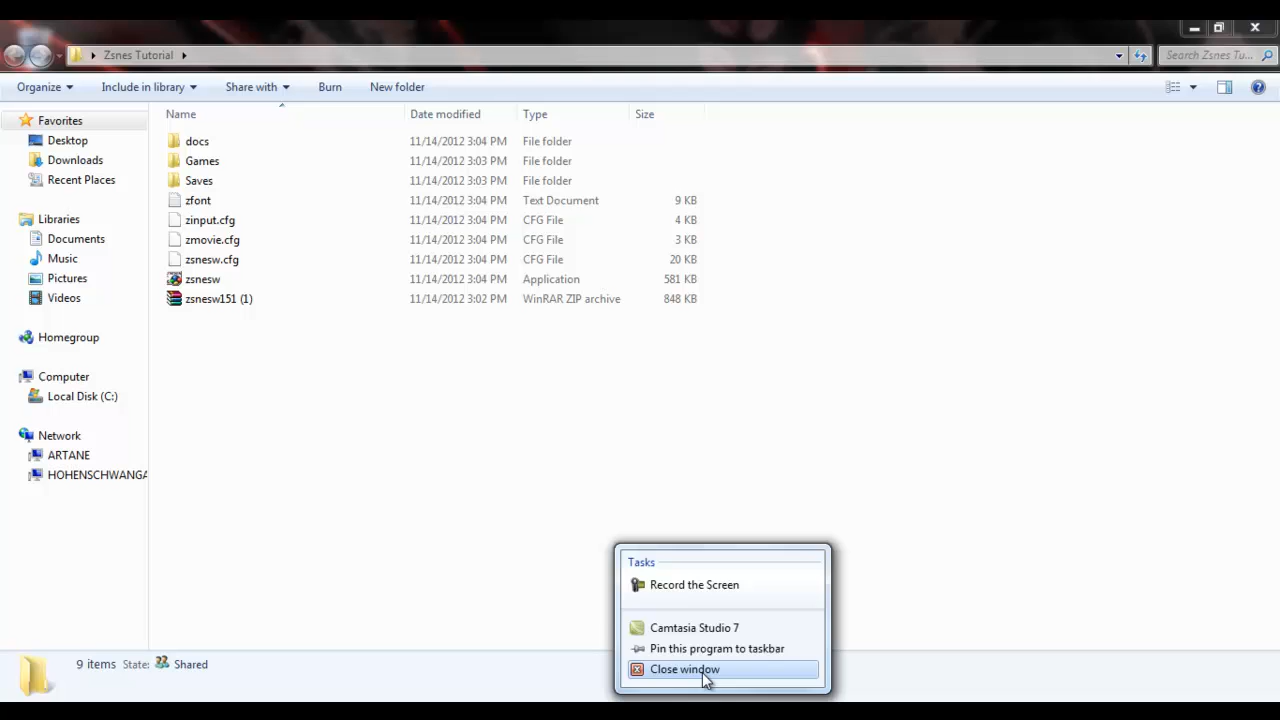 Zsnes Tutorial
Search Zsnes Tu...
Organize Include in library Share with Burn New folder
Name Date modified Type Size
Favorites
Desktop
Downloads
Recent Places
Libraries
Documents
Music
Pictures
Videos
Homegroup
Computer
Local Disk (C:)
Network
ARTANE
HOHENSCHWANGA
docs 11/14/2012 3:04 PM File folder
Games 11/14/2012 3:03 PM File folder
Saves 11/14/2012 3:03 PM File folder
zfont 11/14/2012 3:04 PM Text Document 9 KB
zinput.cfg 11/14/2012 3:04 PM CFG File 4 KB
zmovie.cfg 11/14/2012 3:04 PM CFG File 3 KB
zsnesw.cfg 11/14/2012 3:04 PM CFG File 20 KB
zsnesw 11/14/2012 3:04 PM Application 581 KB
zsnesw151 (1) 11/14/2012 3:02 PM WinRAR ZIP archive 848 KB
Tasks
Record the Screen
Camtasia Studio 7
Pin this program to taskbar
Close window
9 items State: Shared